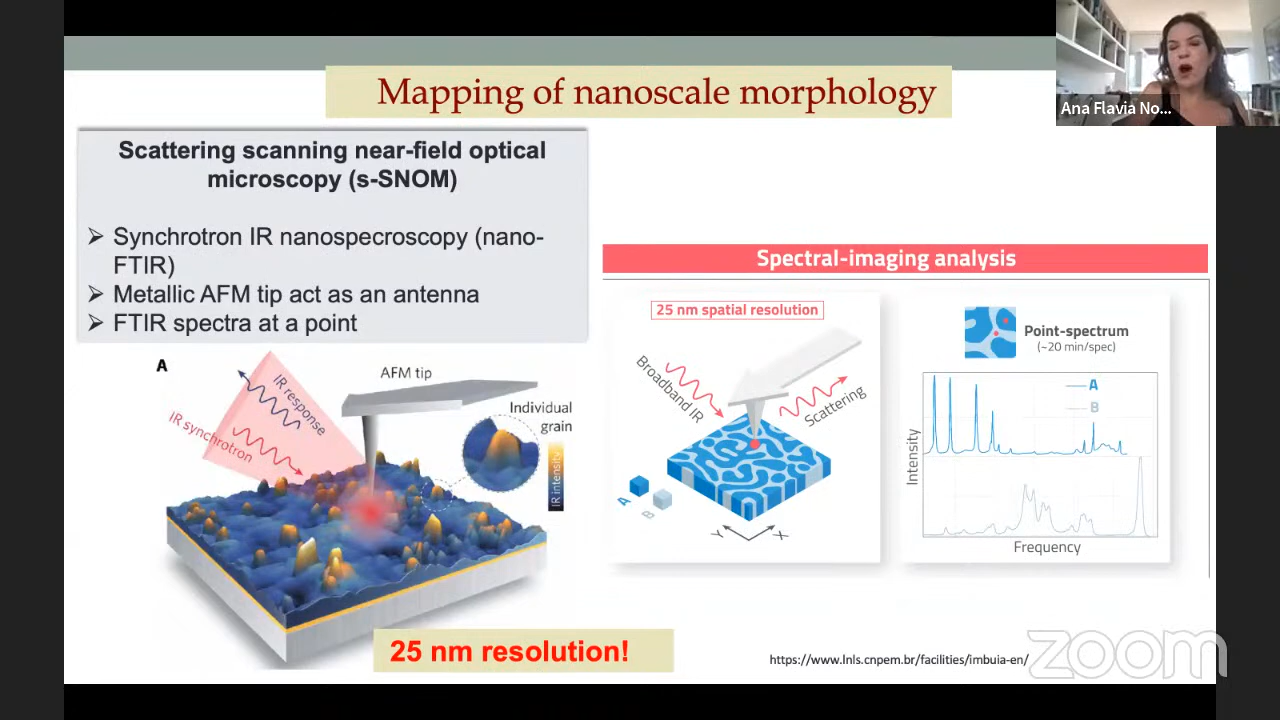 Mapping of nanoscale morphology
Ana Flavia No...
Scattering scanning near-field optical
microscopy (s-SNOM)
➢ Synchrotron IR nanospecroscopy (nano-
FTIR)
➢ Metallic AFM tip act as an antenna
➢ FTIR spectra at a point
A
IR response
IR synchrotron
AFM tip
Individual
grain
IR intensity
25 nm resolution!
Spectral-imaging analysis
25 nm spatial resolution
Broadband IR
Scattering
A
B
Y
X
Point-spectrum
(~20 min/spec)
A
B
Intensity
Frequency
https://www.lnls.cnpem.br/facilities/imbuia-en/
zoom